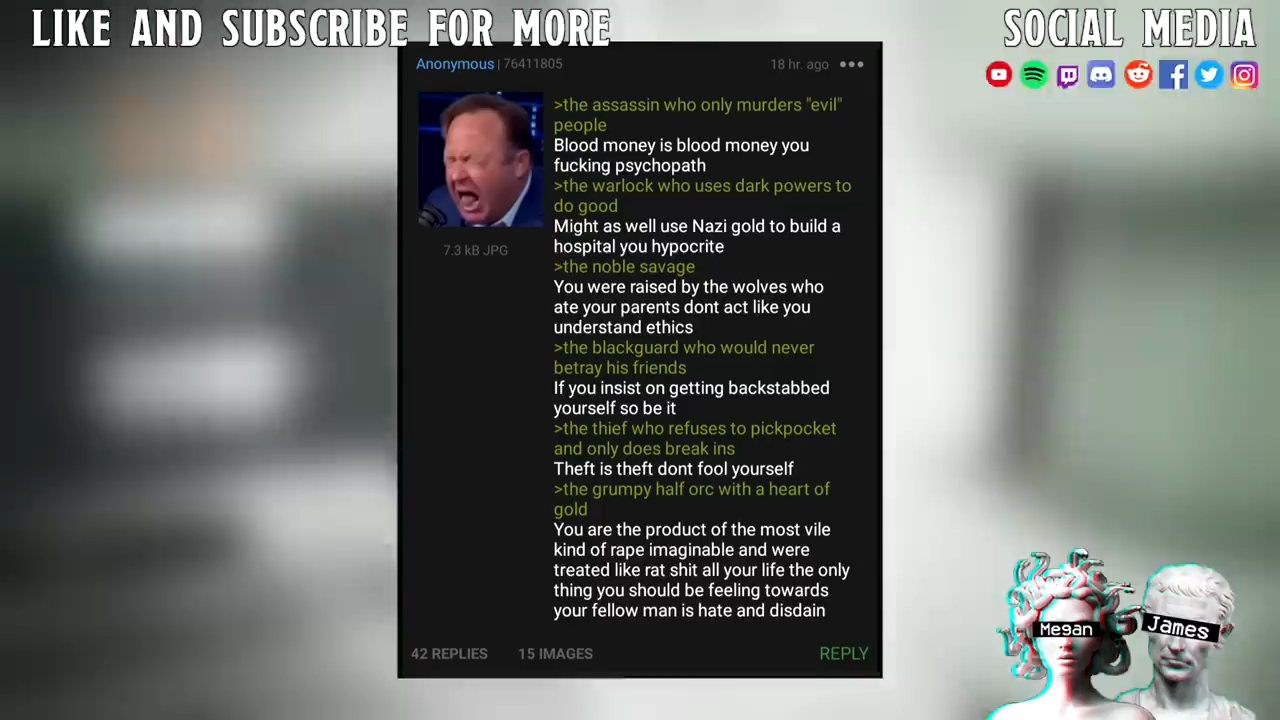 LIKE AND SUBSCRIBE FOR MORE
SOCIAL MEDIA
Anonymous | 76411805
18 hr. ago
>the assassin who only murders "evil"
people
Blood money is blood money you
fucking psychopath
>the warlock who uses dark powers to
do good
Might as well use Nazi gold to build a
hospital you hypocrite
>the noble savage
You were raised by the wolves who
ate your parents dont act like you
understand ethics
>the blackguard who would never
betray his friends
If you insist on getting backstabbed
yourself so be it
>the thief who refuses to pickpocket
and only does break ins
Theft is theft dont fool yourself
>the grumpy half orc with a heart of
gold
You are the product of the most vile
kind of rape imaginable and were
treated like rat shit all your life the only
thing you should be feeling towards
your fellow man is hate and disdain
7.3 kB JPG
42 REPLIES
15 IMAGES
REPLY
Megan
James